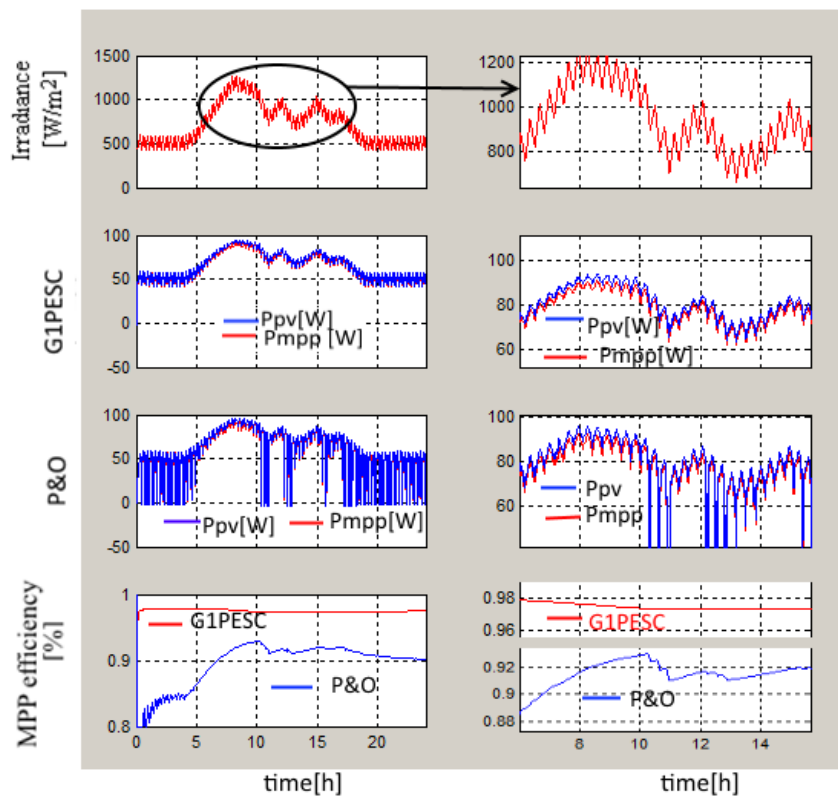 Irradiance
[W/m2]
1500
1000
500
0
1200
1000
800
G1PESC
100
50
0
-50
Ppv[W]
Pmpp [W]
100
80
60
Ppv[W]
Pmpp[W]
P&O
100
50
0
-50
Ppv[W]
Pmpp[W]
100
80
60
Ppv
Pmpp
MPP efficiency
[%]
1
0.9
0.8
G1PESC
P&O
0 5 10 15 20
time[h]
0.98
0.96
G1PESC
0.92
0.9
0.88
P&O
8 10 12 14
time[h]